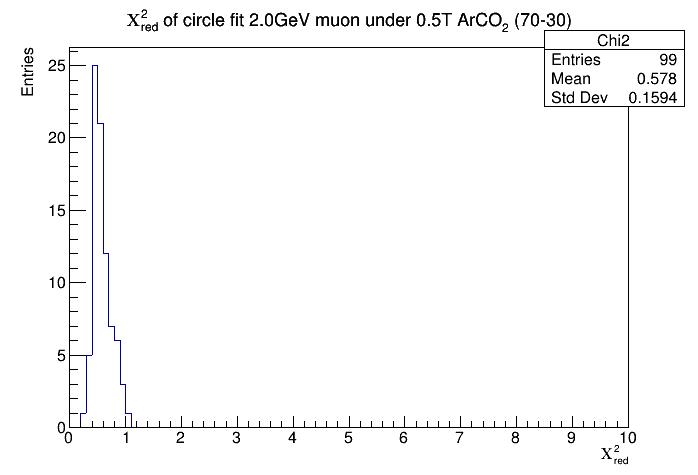 χ²_red of circle fit 2.0GeV muon under 0.5T ArCO₂ (70-30)
Chi2
Entries 99
Mean 0.578
Std Dev 0.1594
Entries
25
20
15
10
5
0
0 1 2 3 4 5 6 7 8 9 10
χ²_red